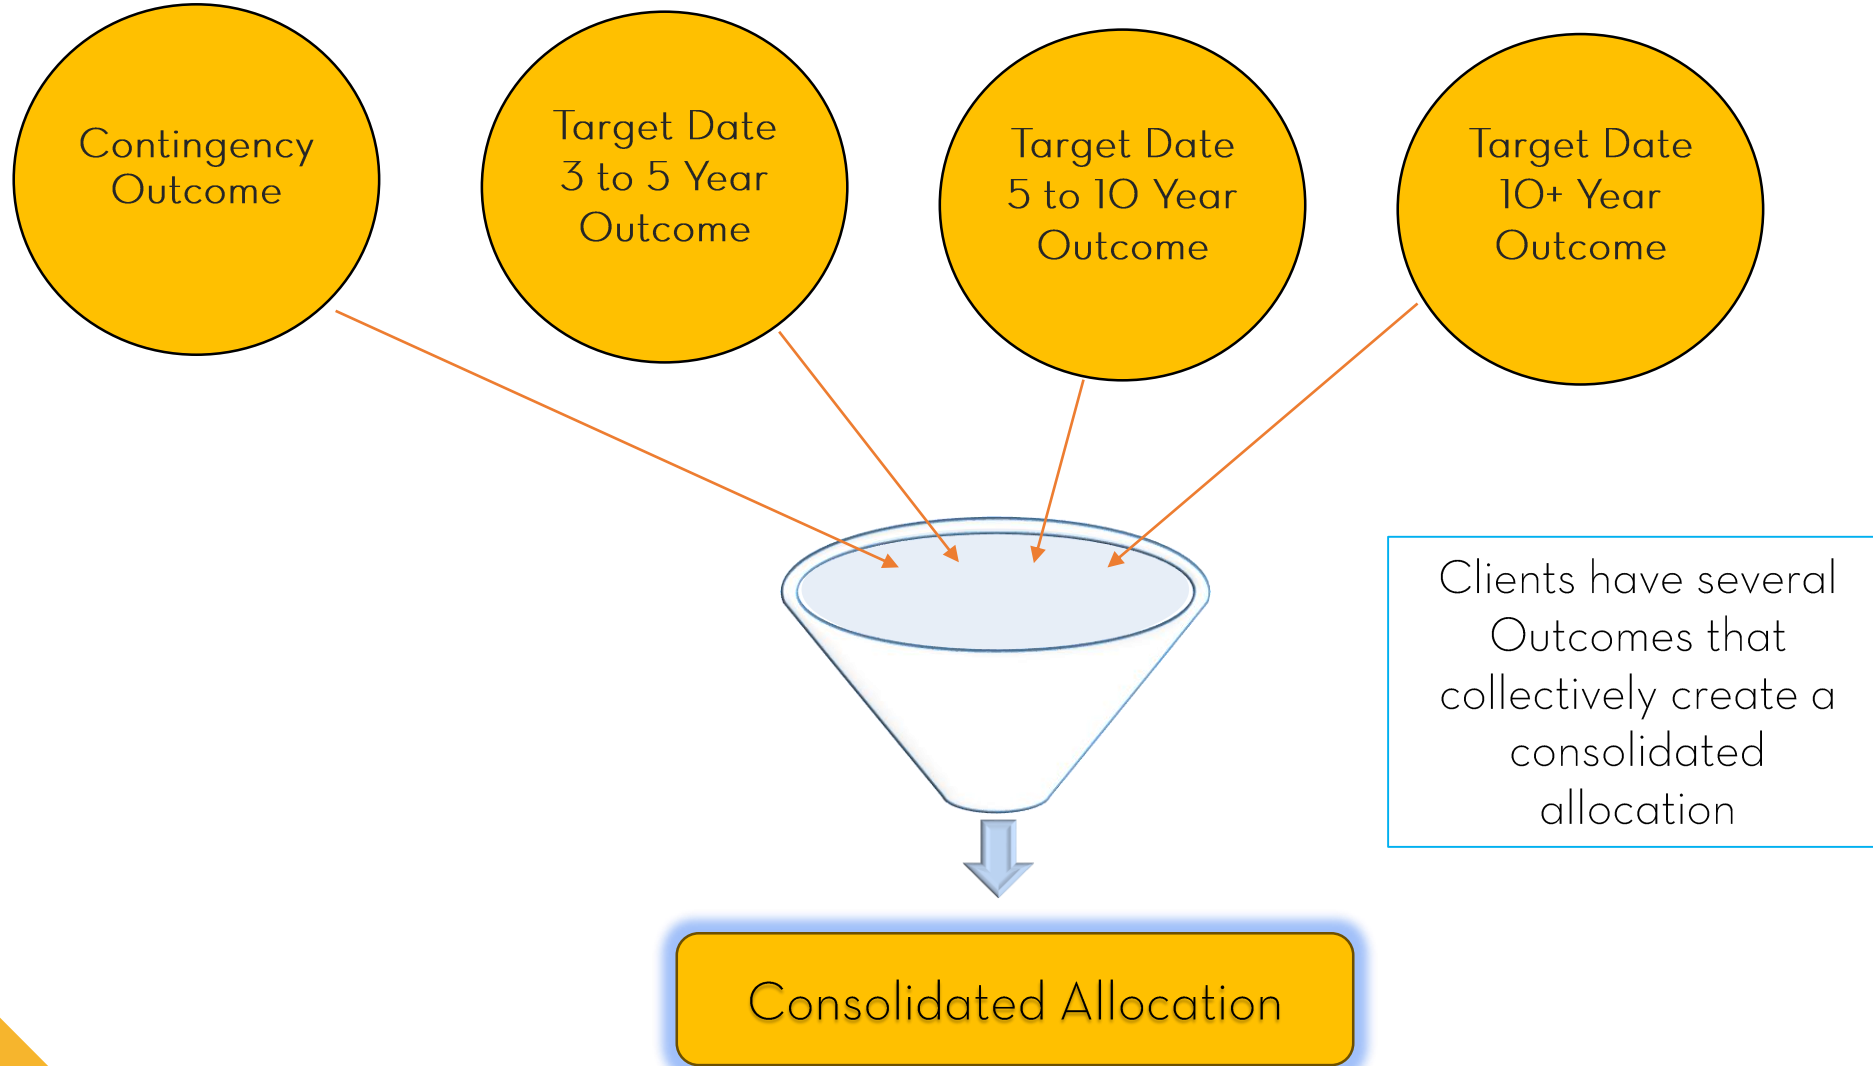 Contingency
Outcome
Target Date
3 to 5 Year
Outcome
Target Date
5 to 10 Year
Outcome
Target Date
10+ Year
Outcome
Clients have several
Outcomes that
collectively create a
consolidated
allocation
Consolidated Allocation